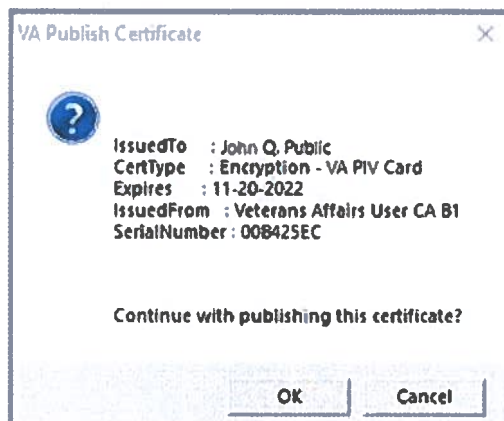 VA Publish Certificate
?
IssuedTo : John Q, Public
CertType : Encryption - VA PIV Card
Expires : 11-20-2022
IssuedFrom : Veterans Affairs User CA B1
SerialNumber : 008425EC
Continue with publishing this certificate?
OK Cancel